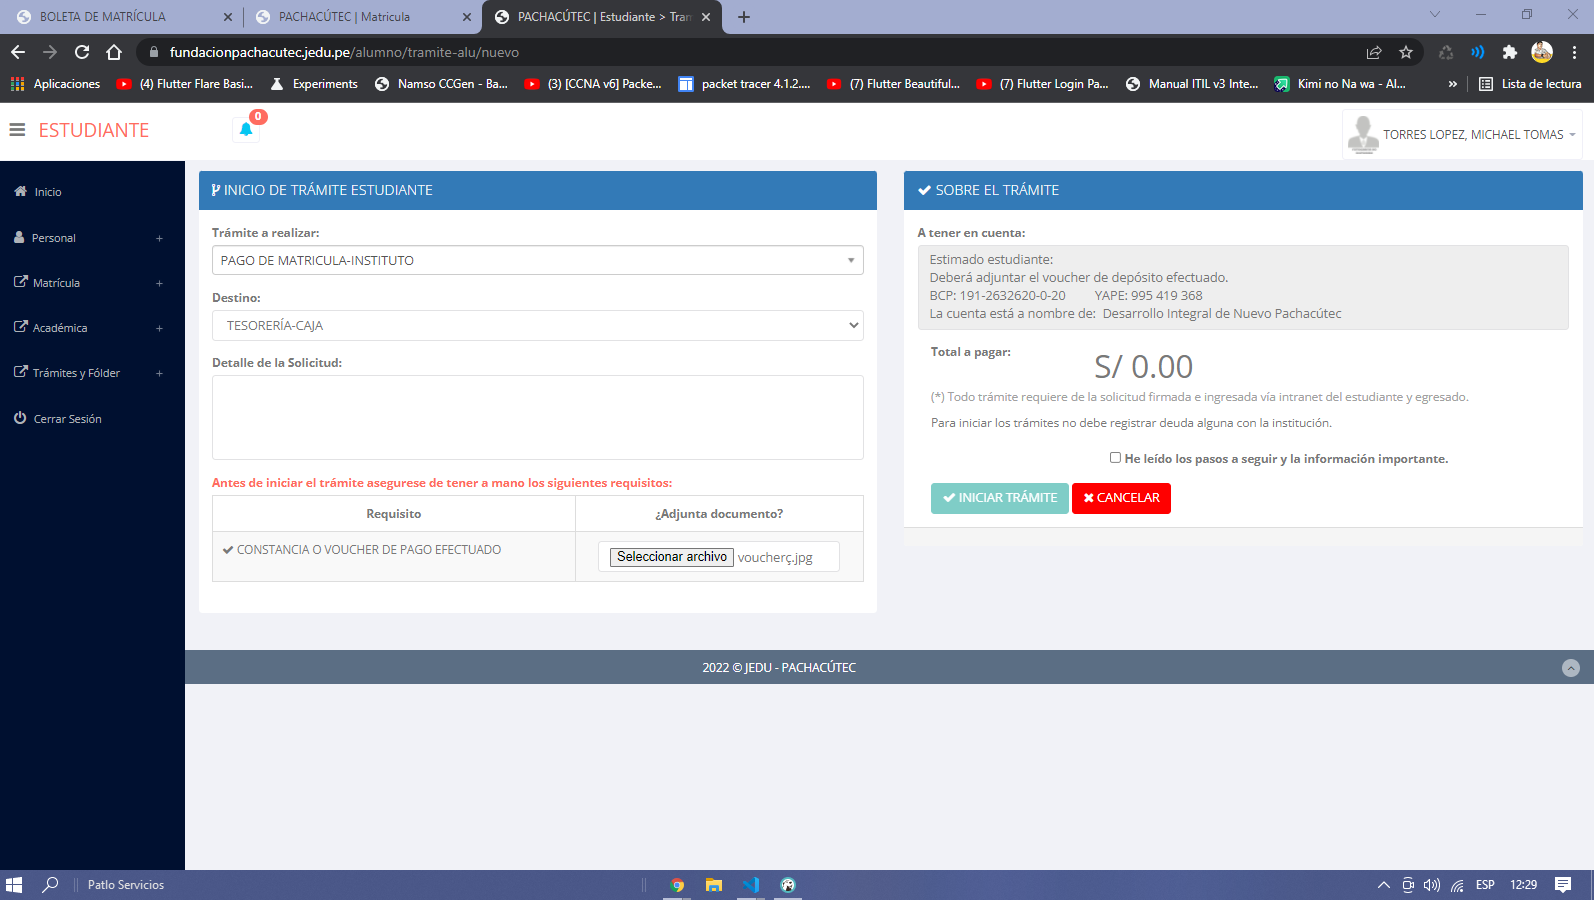 BOLETA DE MATRÍCULA
PACHACÚTEC | Matricula
PACHACÚTEC | Estudiante > Tran
fundacionpachacutec.jedu.pe/alumno/tramite-alu/nuevo
Aplicaciones
(4) Flutter Flare Basi...
Experiments
Namso CCGen - Ba...
(3) [CCNA v6] Packe...
packet tracer 4.1.2....
(7) Flutter Beautiful...
(7) Flutter Login Pa...
Manual ITIL v3 Inte...
Kimi no Na wa - Al...
»
Lista de lectura
ESTUDIANTE
0
TORRES LOPEZ, MICHAEL TOMAS
Inicio
Personal +
Matrícula +
Académica +
Trámites y Fólder +
Cerrar Sesión
INICIO DE TRÁMITE ESTUDIANTE
Trámite a realizar:
PAGO DE MATRICULA-INSTITUTO
Destino:
TESORERÍA-CAJA
Detalle de la Solicitud:
Antes de iniciar el trámite asegurese de tener a mano los siguientes requisitos:
Requisito ¿Adjunta documento?
CONSTANCIA O VOUCHER DE PAGO EFECTUADO Seleccionar archivo voucherç.jpg
SOBRE EL TRÁMITE
A tener en cuenta:
Estimado estudiante:
Deberá adjuntar el voucher de depósito efectuado.
BCP: 191-2632620-0-20 YAPE: 995 419 368
La cuenta está a nombre de: Desarrollo Integral de Nuevo Pachacútec
Total a pagar: S/ 0.00
(*) Todo trámite requiere de la solicitud firmada e ingresada vía intranet del estudiante y egresado.
Para iniciar los trámites no debe registrar deuda alguna con la institución.
He leído los pasos a seguir y la información importante.
INICIAR TRÁMITE CANCELAR
2022 © JEDU - PACHACÚTEC
Patlo Servicios
ESP 12:29